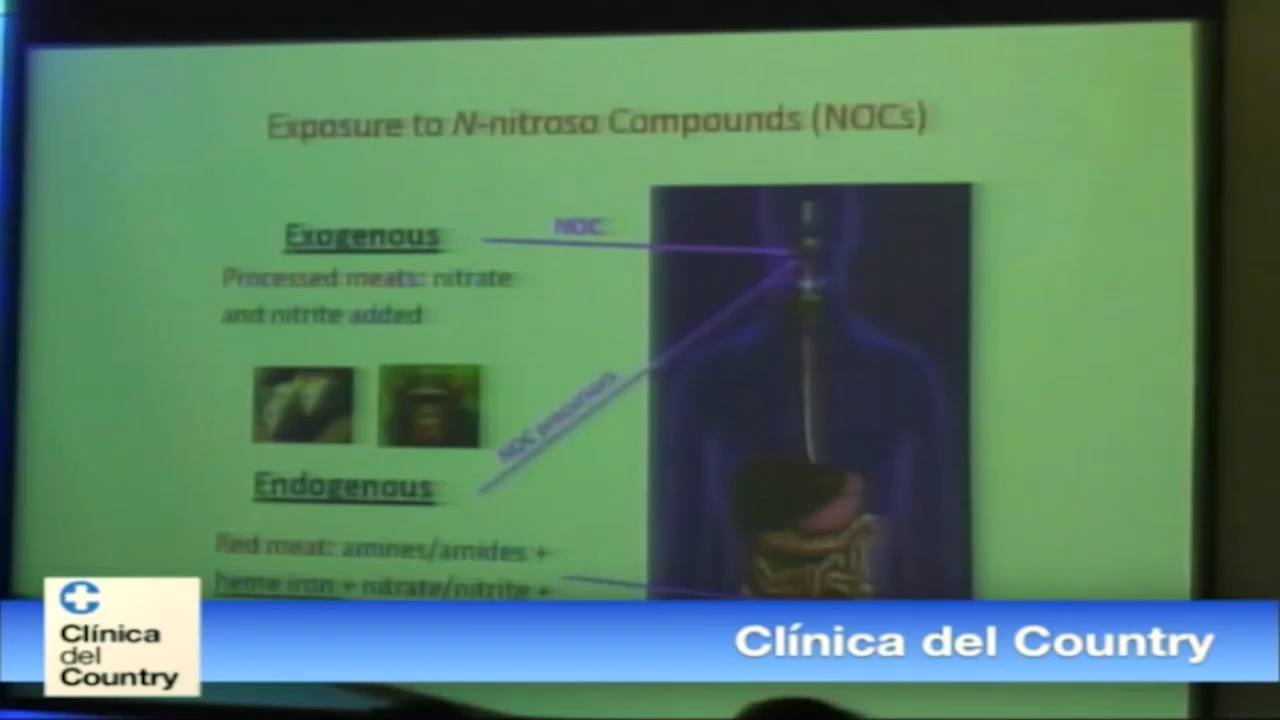 Exposure to N-nitroso Compounds (NOCs)
Exogenous
NOC
Processed meats: nitrate
and nitrite added
NOC precursors
Endogenous
Red meat: amines/amides +
heme iron + nitrate/nitrite +
Clínica
del
Country
Clínica del Country